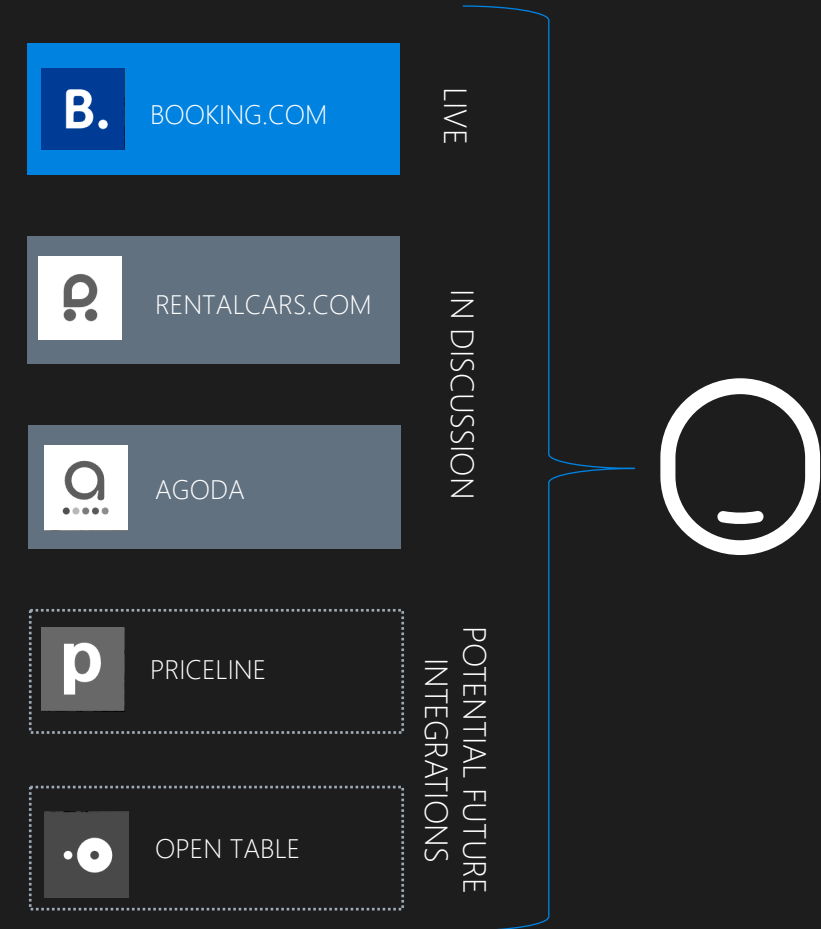 B.
BOOKING.COM
LIVE
RENTALCARS.COM
IN DISCUSSION
a
AGODA
p
PRICELINE
POTENTIAL FUTURE
INTEGRATIONS
OPEN TABLE